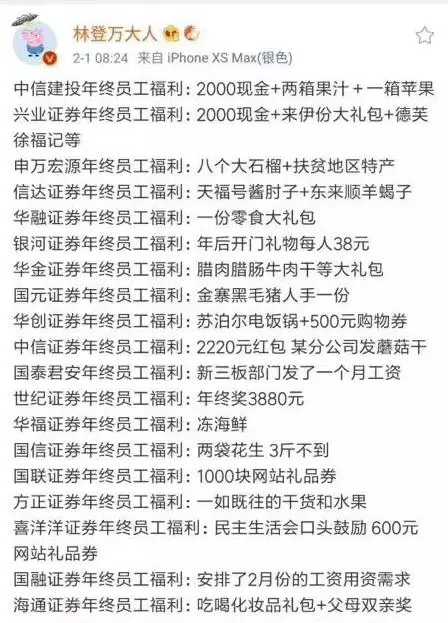 林登万大人
2-1 08:24 来自 iPhone XS Max(银色)
中信建投年终员工福利：2000现金+两箱果汁＋一箱苹果
兴业证券年终员工福利：2000现金+来伊份大礼包+德芙
徐福记等
申万宏源年终员工福利：八个大石榴+扶贫地区特产
信达证券年终员工福利：天福号酱肘子+东来顺羊蝎子
华融证券年终员工福利：一份零食大礼包
银河证券年终员工福利：年后开门礼物每人38元
华金证券年终员工福利：腊肉腊肠牛肉干等大礼包
国元证券年终员工福利：金寨黑毛猪人手一份
华创证券年终员工福利：苏泊尔电饭锅+500元购物券
中信证券年终员工福利：2220元红包 某分公司发蘑菇干
国泰君安年终员工福利：新三板部门发了一个月工资
世纪证券年终员工福利：年终奖3880元
华福证券年终员工福利：冻海鲜
国信证券年终员工福利：两袋花生 3斤不到
国联证券年终员工福利：1000块网站礼品券
方正证券年终员工福利：一如既往的干货和水果
喜洋洋证券年终员工福利：民主生活会口头鼓励 600元
网站礼品券
国融证券年终员工福利：安排了2月份的工资用资需求
海通证券年终员工福利：吃喝化妆品礼包+父母双亲奖